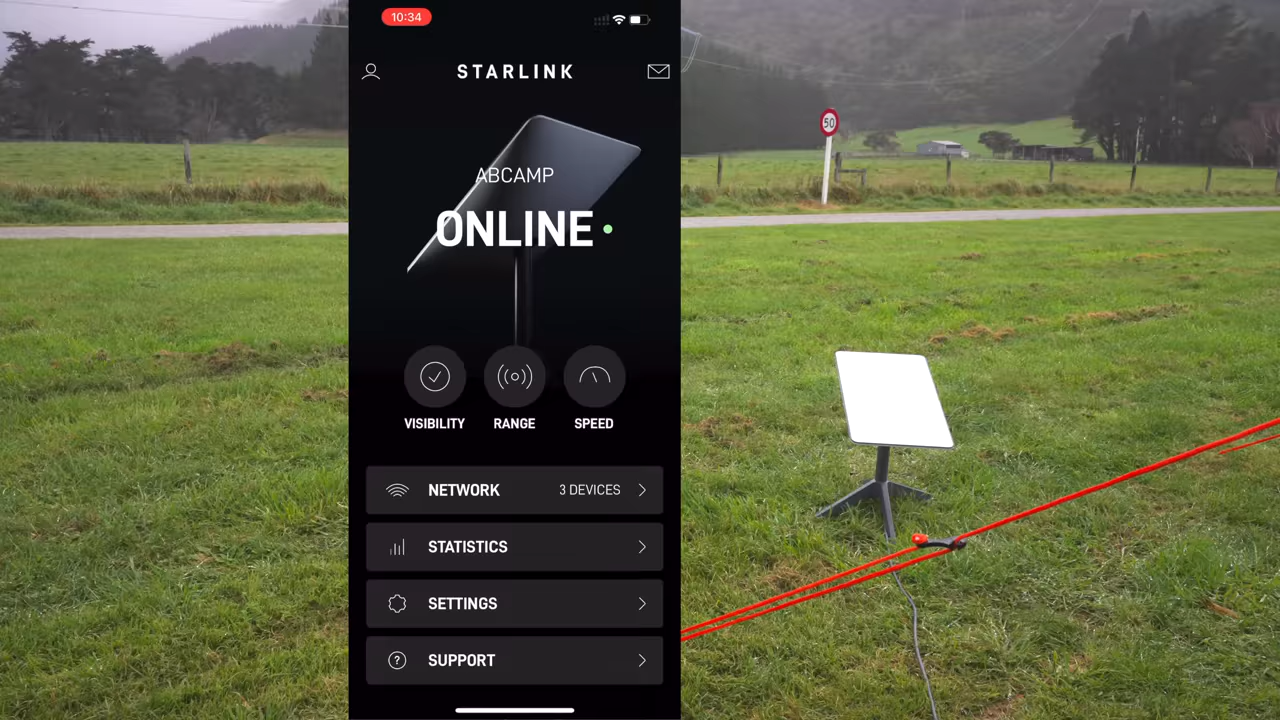 10:34
STARLINK
ABCAMP
ONLINE
VISIBILITY RANGE SPEED
NETWORK 3 DEVICES
STATISTICS
SETTINGS
? SUPPORT
50